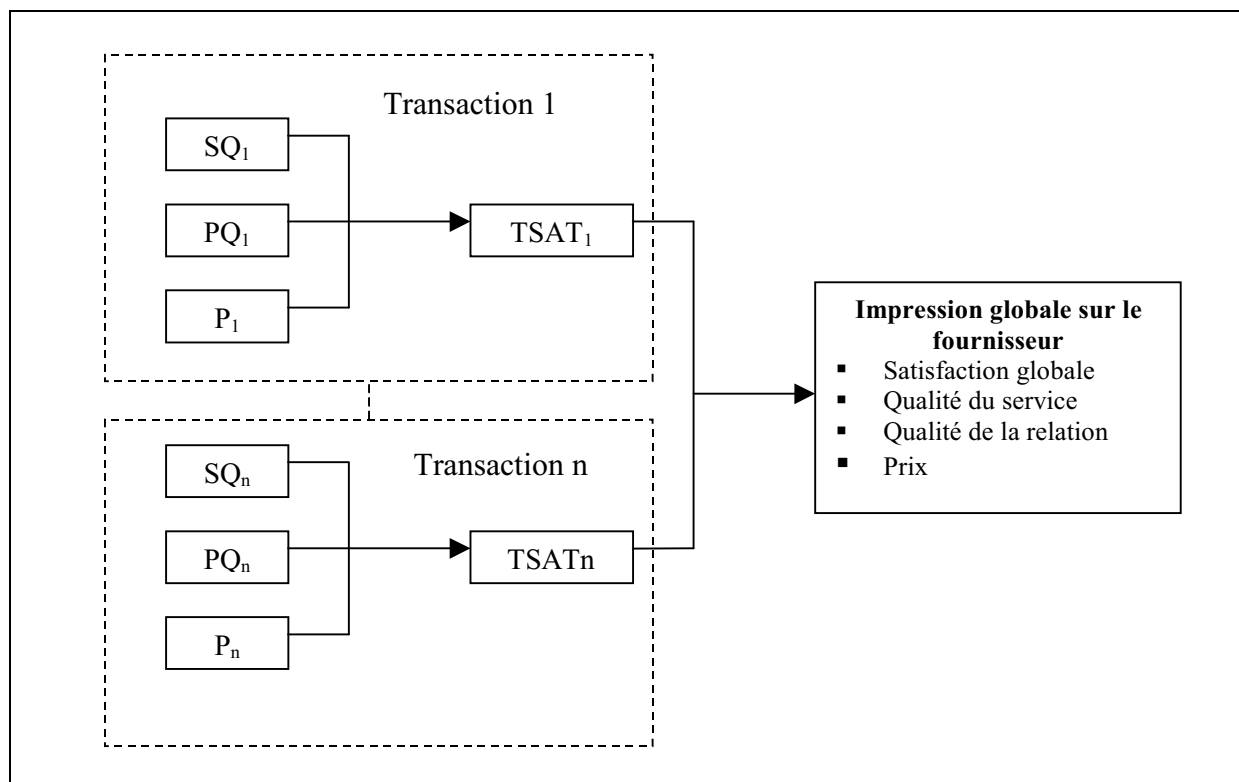 Transaction 1
SQ₁
PQ₁
TSAT₁
P₁
Transaction n
SQₙ
PQₙ
TSATn
Pₙ
Impression globale sur le
fournisseur
▪ Satisfaction globale
▪ Qualité du service
▪ Qualité de la relation
▪ Prix